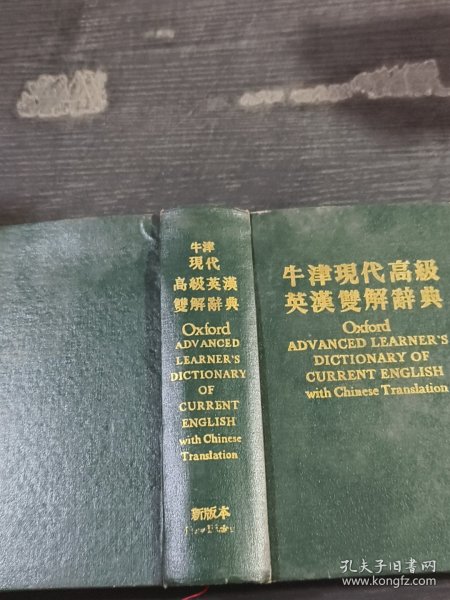 牛津
現代
高級英漢
雙解辭典
Oxford
ADVANCED
LEARNER'S
DICTIONARY
OF
CURRENT
ENGLISH
with Chinese
Translation
新版本
牛津現代高級
英漢雙解辭典
Oxford
ADVANCED LEARNER'S
DICTIONARY OF
CURRENT ENGLISH
with Chinese Translation
孔夫子旧书网
www.kongfz.com